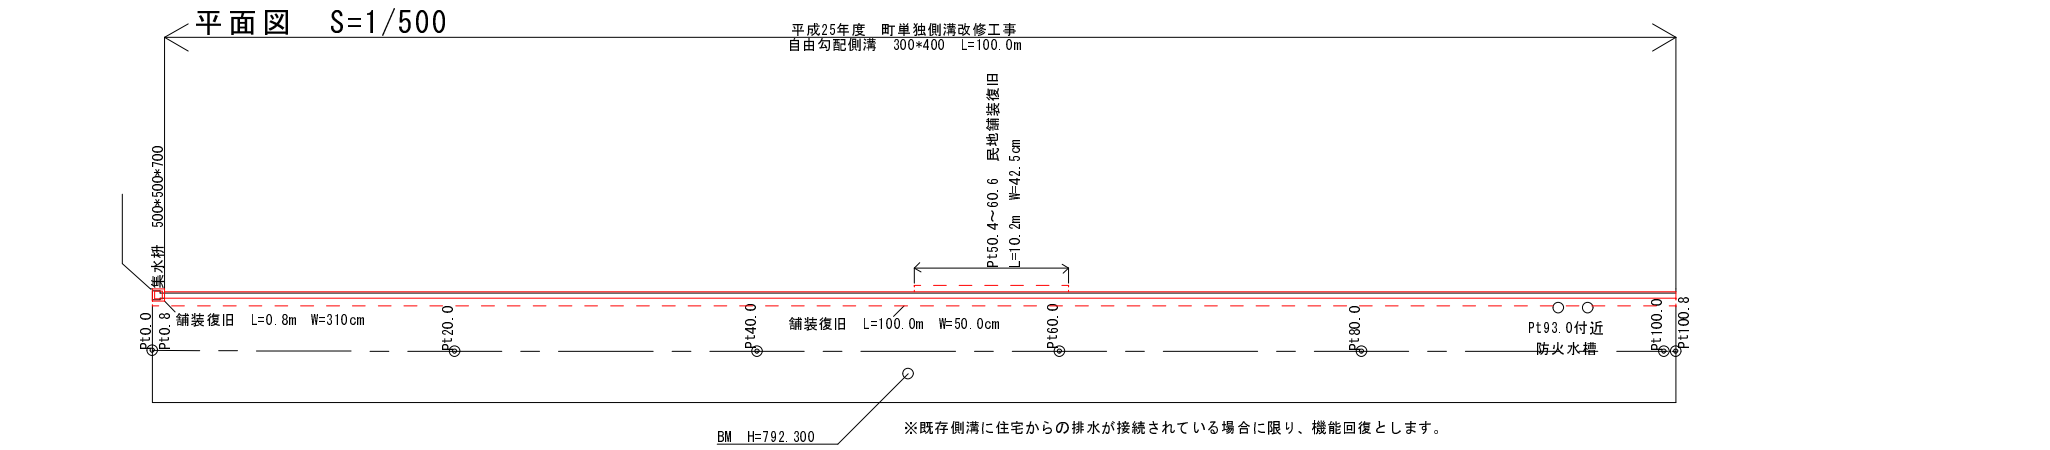 平面図　S=1/500
平成25年度　町単独側溝改修工事
自由勾配側溝　300*400　L=100.0m
集水桝　500*500*700
Pt50.4～60.6　民地舗装復旧
L=10.2m　W=42.5cm
舗装復旧　L=0.8m　W=310cm
舗装復旧　L=100.0m　W=50.0cm
Pt0.0
Pt0.8
Pt20.0
Pt40.0
Pt60.0
Pt80.0
Pt100.0
Pt100.8
Pt93.0付近
防火水槽
BM　H=792.300
※既存側溝に住宅からの排水が接続されている場合に限り、機能回復とします。